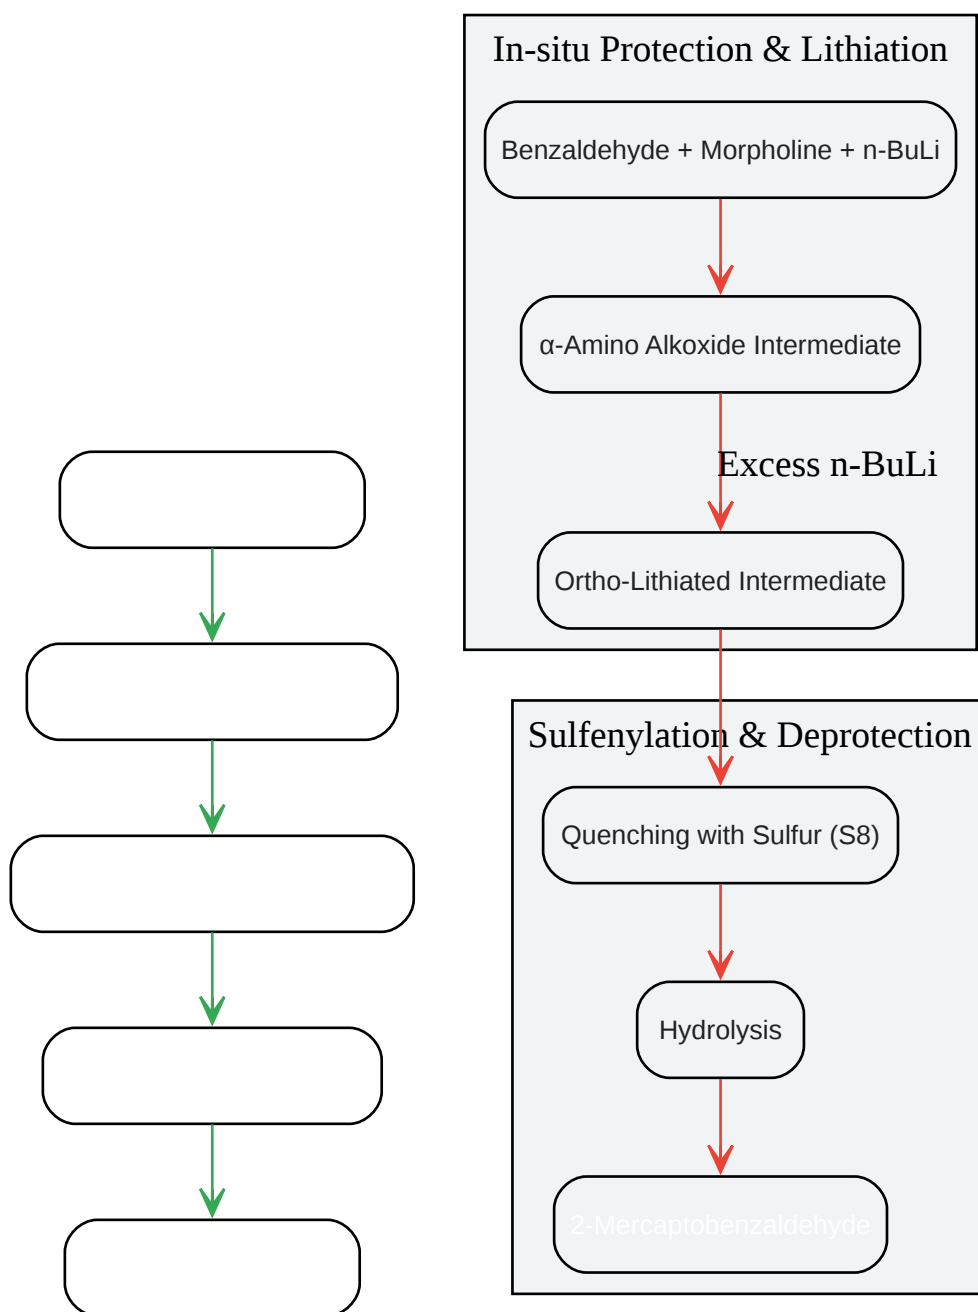 In-situ Protection & Lithiation
Benzaldehyde + Morpholine + n-BuLi
α-Amino Alkoxide Intermediate
Excess n-BuLi
Ortho-Lithiated Intermediate
Sulfenylation & Deprotection
Quenching with Sulfur (S8)
Hydrolysis
2-Mercaptobenzaldehyde